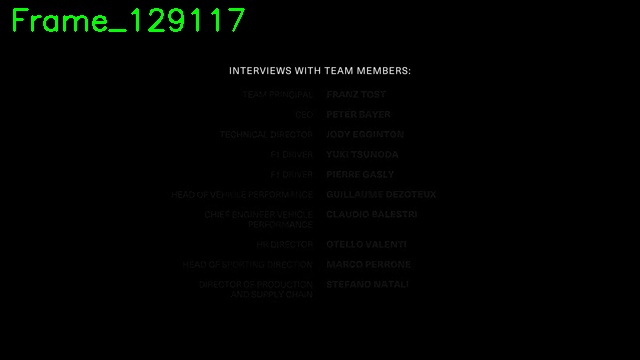 Frame_129117
INTERVIEWS WITH TEAM MEMBERS:
TEAM PRINCIPAL FRANZ TOST
CEO PETER BAYER
TECHNICAL DIRECTOR JODY EGGINTON
F1 DRIVER YUKI TSUNODA
F1 DRIVER PIERRE GASLY
HEAD OF VEHICLE PERFORMANCE GUILLAUME DEZOTEUX
CHIEF ENGINEER VEHICLE CLAUDIO BALESTRI
PERFORMANCE
HR DIRECTOR OTELLO VALENTI
HEAD OF SPORTING DIRECTION MARCO PERRONE
DIRECTOR OF PRODUCTION STEFANO NATALI
AND SUPPLY CHAIN